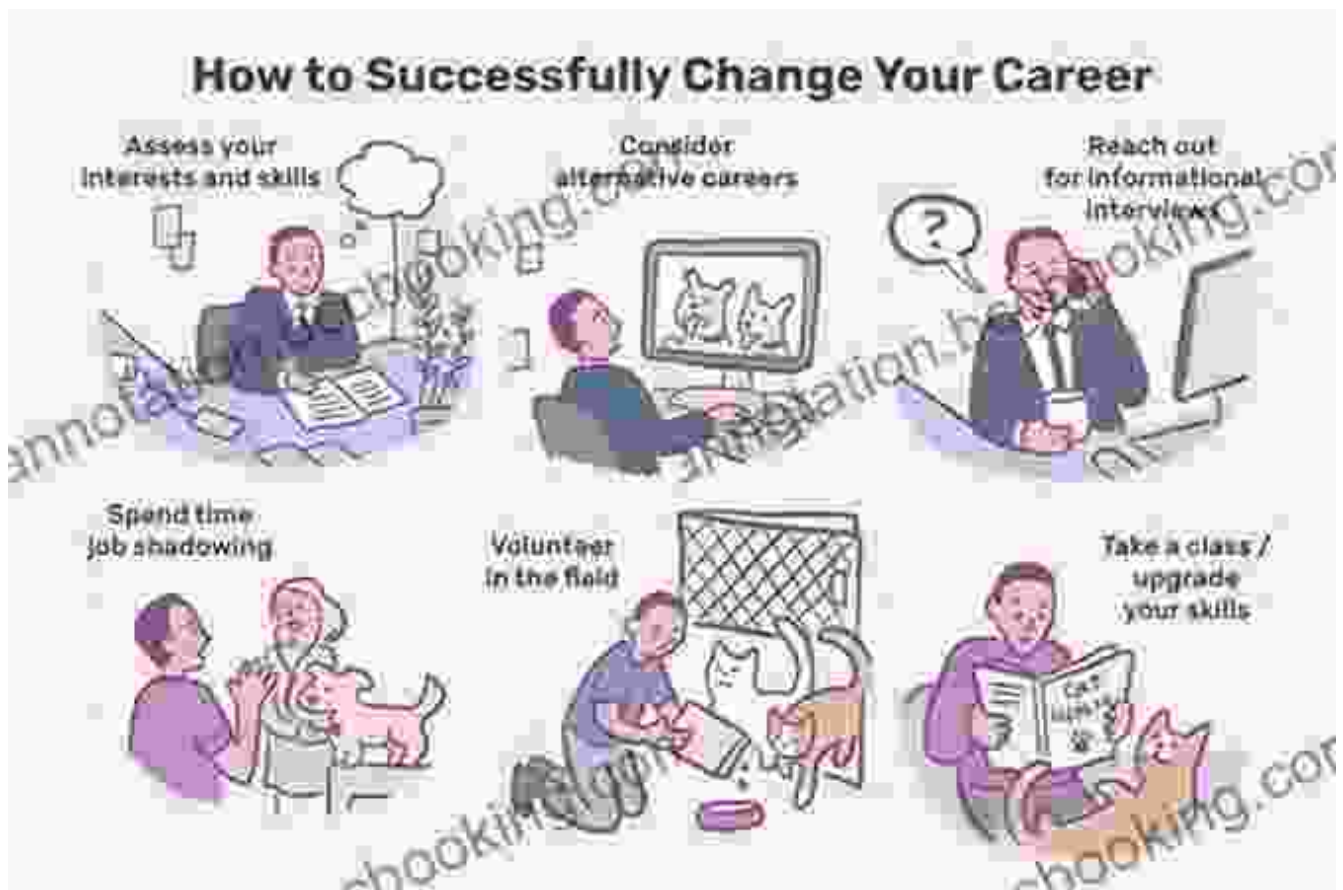 How to Successfully Change Your Career
Assess your
interests and skills
Consider
alternative careers
Reach out
for informational
interviews
?
Spend time
job shadowing
Volunteer
in the field
Take a class /
upgrade
your skills
CAT